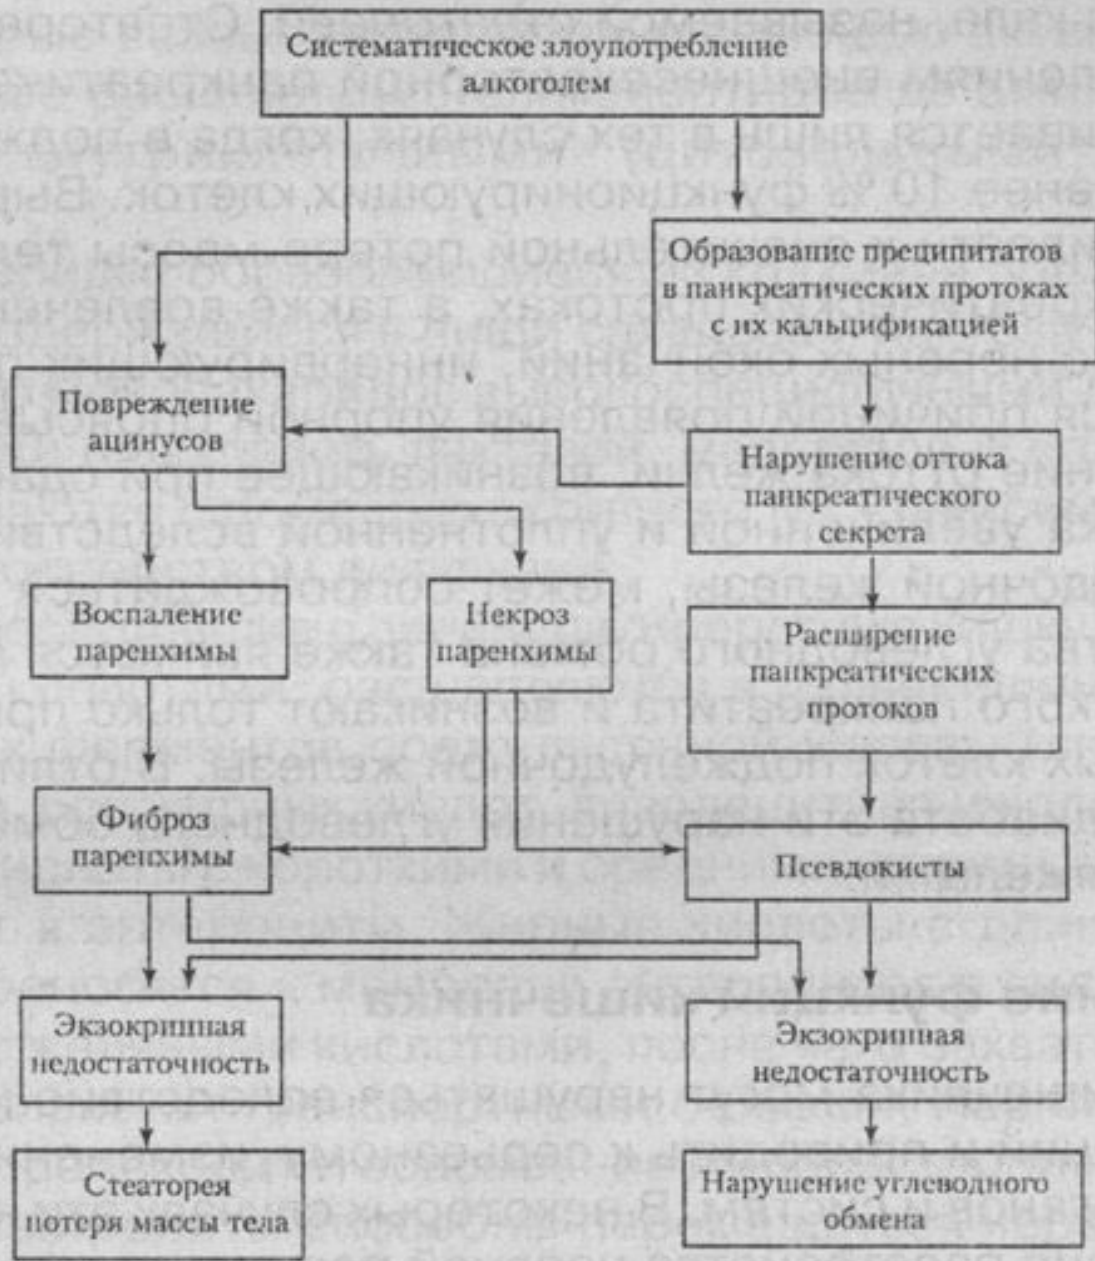 Систематическое злоупотребление
алкоголем
Образование преципитатов
в панкреатических протоках
с их кальцификацией
Повреждение
ацинусов
Нарушение оттока
панкреатического
секрета
Воспаление
паренхимы
Некроз
паренхимы
Расширение
панкреатических
протоков
Фиброз
паренхимы
Псевдокисты
Экзокринная
недостаточность
Экзокринная
недостаточность
Стеаторея
потеря массы тела
Нарушение углеводного
обмена